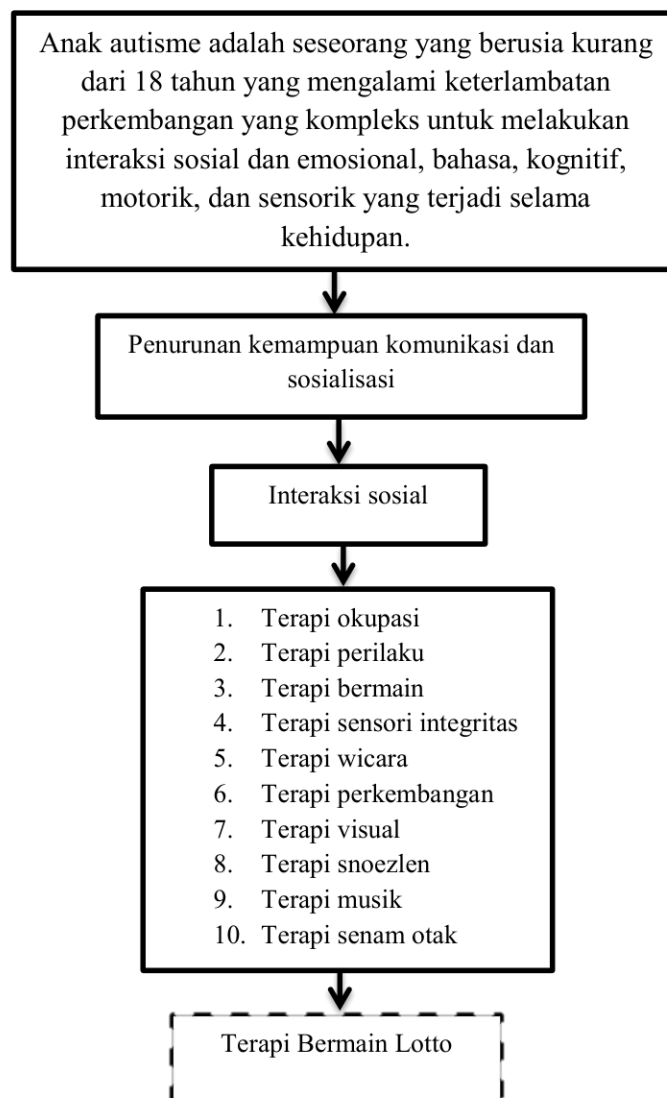 Anak autisme adalah seseorang yang berusia kurang
dari 18 tahun yang mengalami keterlambatan
perkembangan yang kompleks untuk melakukan
interaksi sosial dan emosional, bahasa, kognitif,
motorik, dan sensorik yang terjadi selama
kehidupan.
Penurunan kemampuan komunikasi dan
sosialisasi
Interaksi sosial
1. Terapi okupasi
2. Terapi perilaku
3. Terapi bermain
4. Terapi sensori integritas
5. Terapi wicara
6. Terapi perkembangan
7. Terapi visual
8. Terapi snoezlen
9. Terapi musik
10. Terapi senam otak
Terapi Bermain Lotto